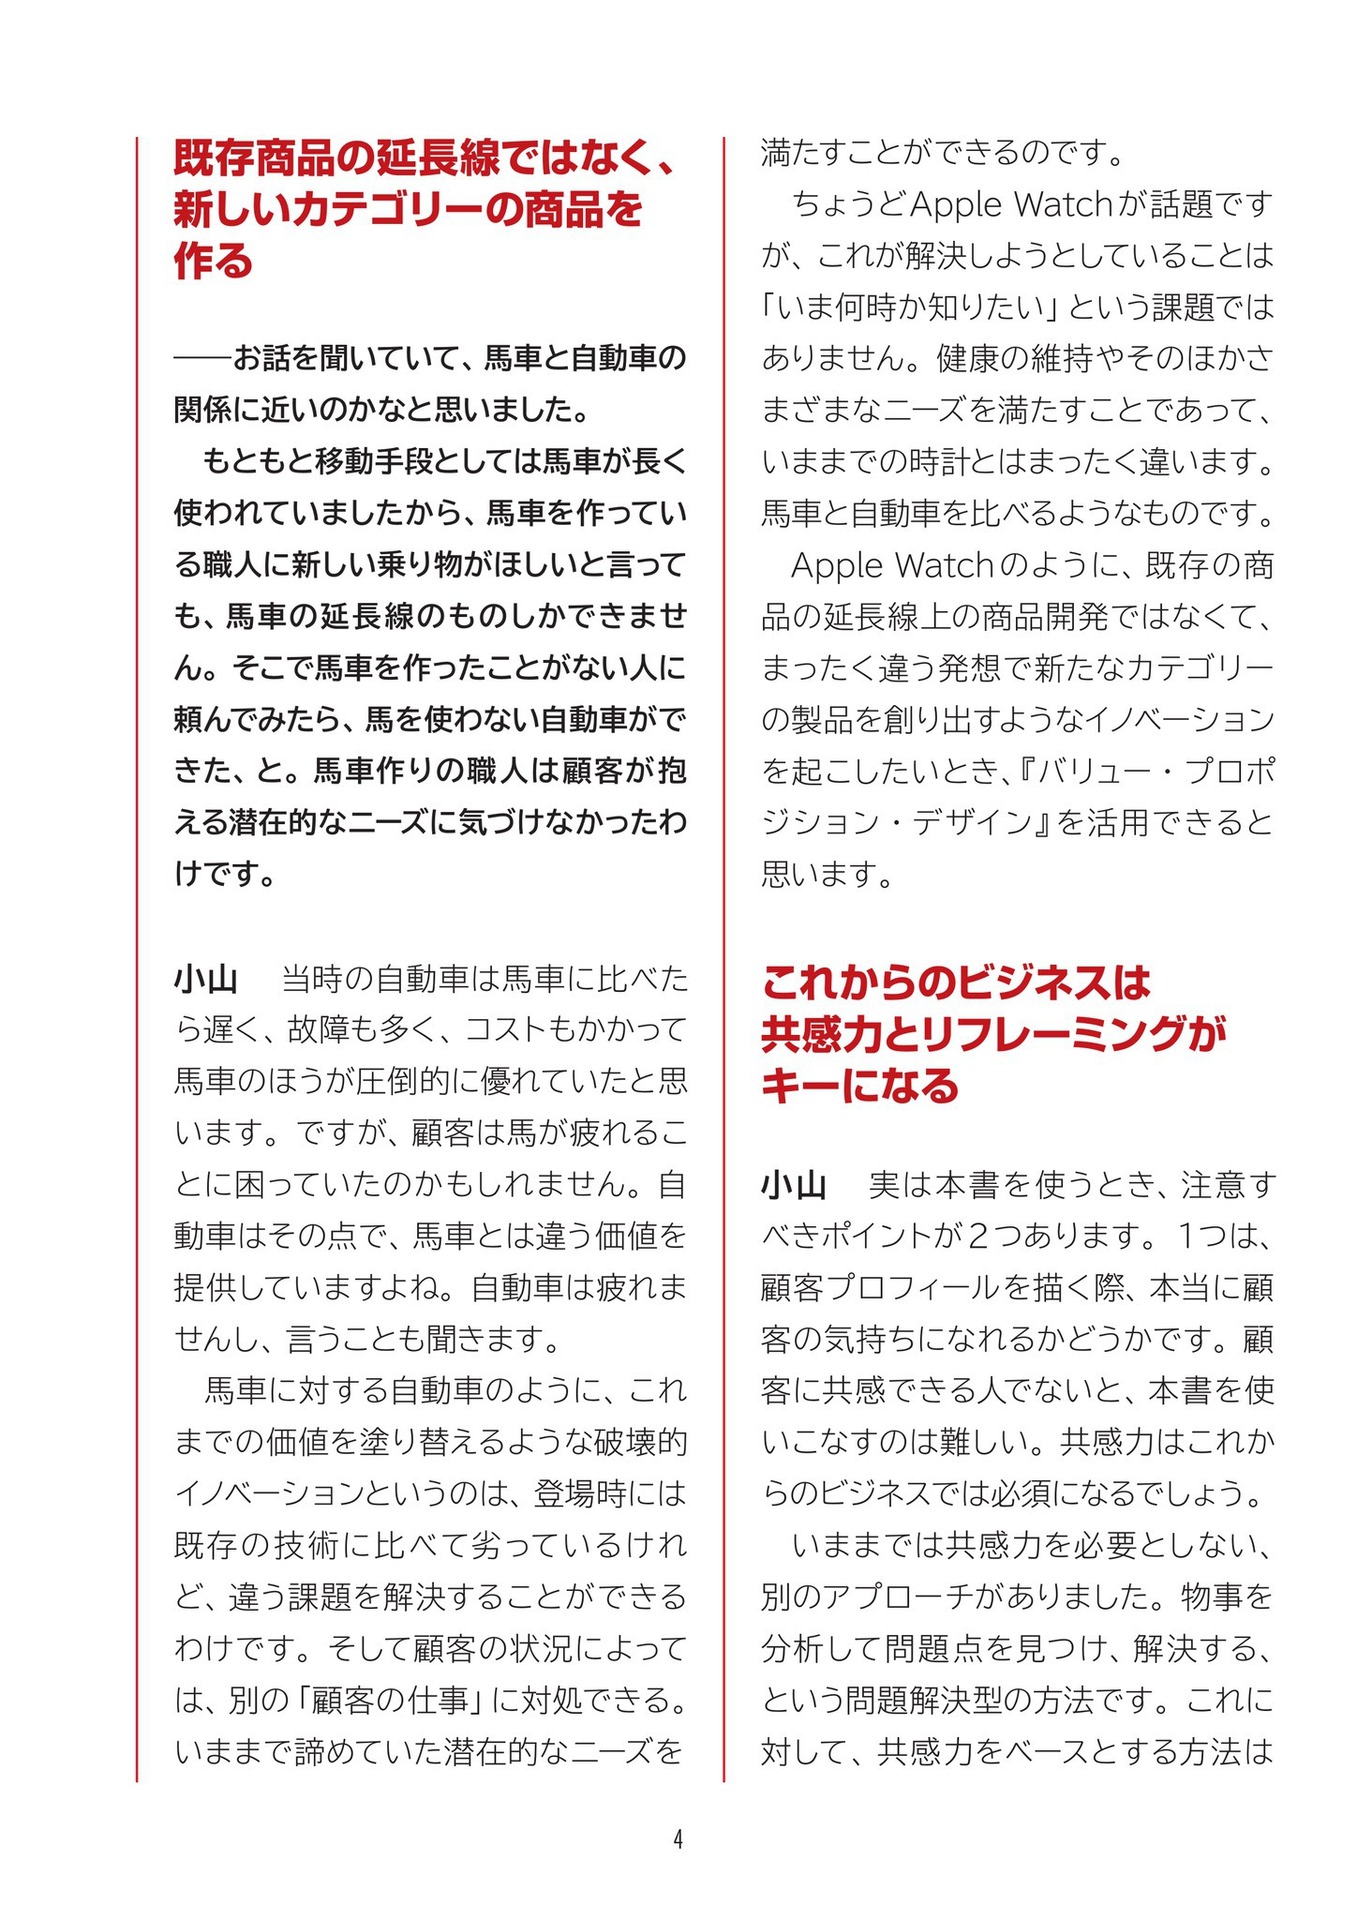 既存商品の延長線ではなく、
新しいカテゴリーの商品を
作る
――お話を聞いていて、馬車と自動車の
関係に近いのかなと思いました。
　もともと移動手段としては馬車が長く
使われていましたから、馬車を作ってい
る職人に新しい乗り物がほしいと言って
も、馬車の延長線のものしかできませ
ん。そこで馬車を作ったことがない人に
頼んでみたら、馬を使わない自動車がで
きた、と。馬車作りの職人は顧客が抱
える潜在的なニーズに気づけなかったわ
けです。
小山　当時の自動車は馬車に比べた
ら遅く、故障も多く、コストもかかって
馬車のほうが圧倒的に優れていたと思
います。ですが、顧客は馬が疲れるこ
とに困っていたのかもしれません。自
動車はその点で、馬車とは違う価値を
提供していますよね。自動車は疲れま
せんし、言うことも聞きます。
　馬車に対する自動車のように、これ
までの価値を塗り替えるような破壊的
イノベーションというのは、登場時には
既存の技術に比べて劣っているけれ
ど、違う課題を解決することができる
わけです。そして顧客の状況によって
は、別の「顧客の仕事」に対処できる。
いままで諦めていた潜在的なニーズを
満たすことができるのです。
　ちょうどApple Watchが話題です
が、これが解決しようとしていることは
「いま何時か知りたい」という課題では
ありません。健康の維持やそのほかさ
まざまなニーズを満たすことであって、
いままでの時計とはまったく違います。
馬車と自動車を比べるようなものです。
　Apple Watchのように、既存の商
品の延長線上の商品開発ではなくて、
まったく違う発想で新たなカテゴリー
の製品を創り出すようなイノベーション
を起こしたいとき、『バリュー・プロポ
ジション・デザイン』を活用できると
思います。
これからのビジネスは
共感力とリフレーミングが
キーになる
小山　実は本書を使うとき、注意す
べきポイントが2つあります。1つは、
顧客プロフィールを描く際、本当に顧
客の気持ちになれるかどうかです。顧
客に共感できる人でないと、本書を使
いこなすのは難しい。共感力はこれか
らのビジネスでは必須になるでしょう。
　いままでは共感力を必要としない、
別のアプローチがありました。物事を
分析して問題点を見つけ、解決する、
という問題解決型の方法です。これに
対して、共感力をベースとする方法は
4